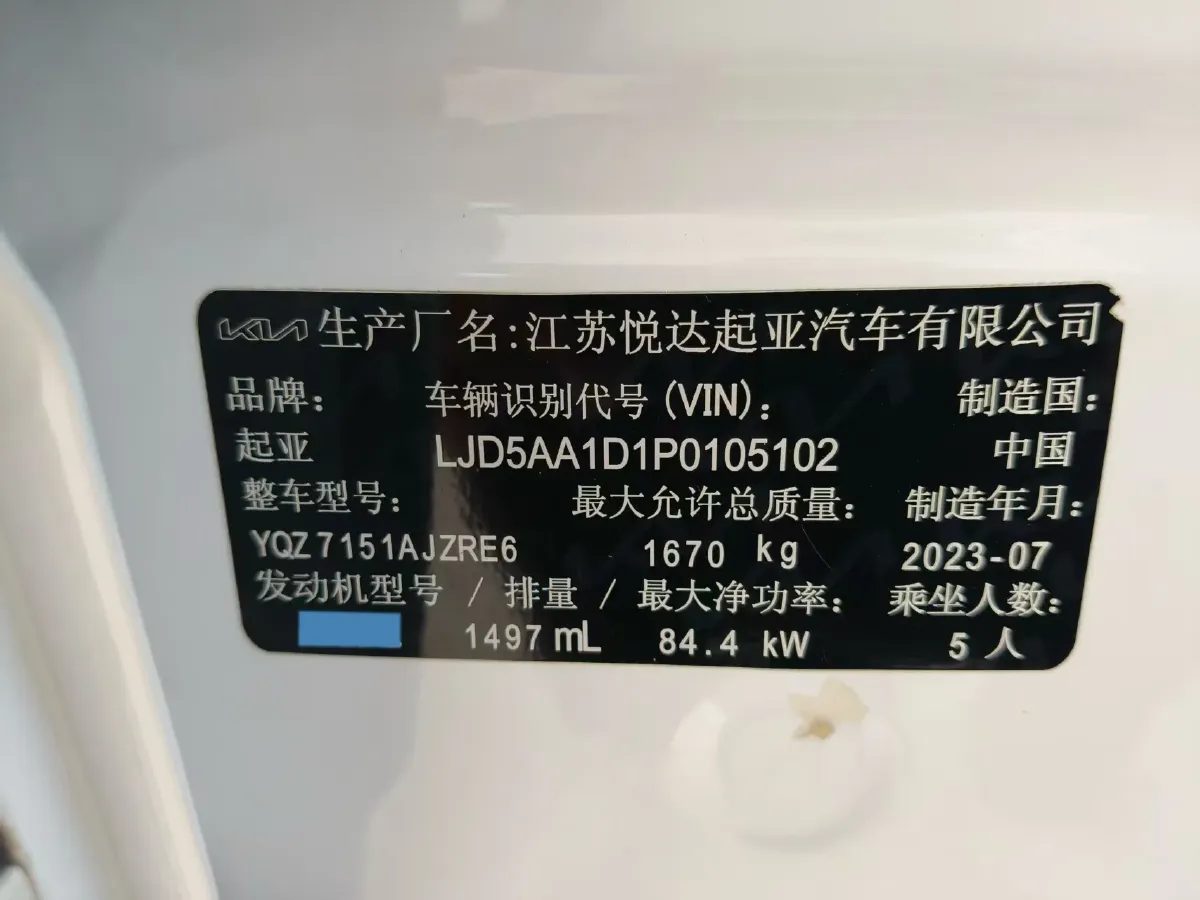 KIA 生产厂名:江苏悦达起亚汽车有限公司
品牌: 车辆识别代号(VIN): 制造国:
起亚 LJD5AA1D1P0105102 中国
整车型号: 最大允许总质量: 制造年月:
YQZ7151AJZRE6 1670 kg 2023-07
发动机型号 / 排量 / 最大净功率: 乘坐人数:
1497 mL 84.4 kW 5 人